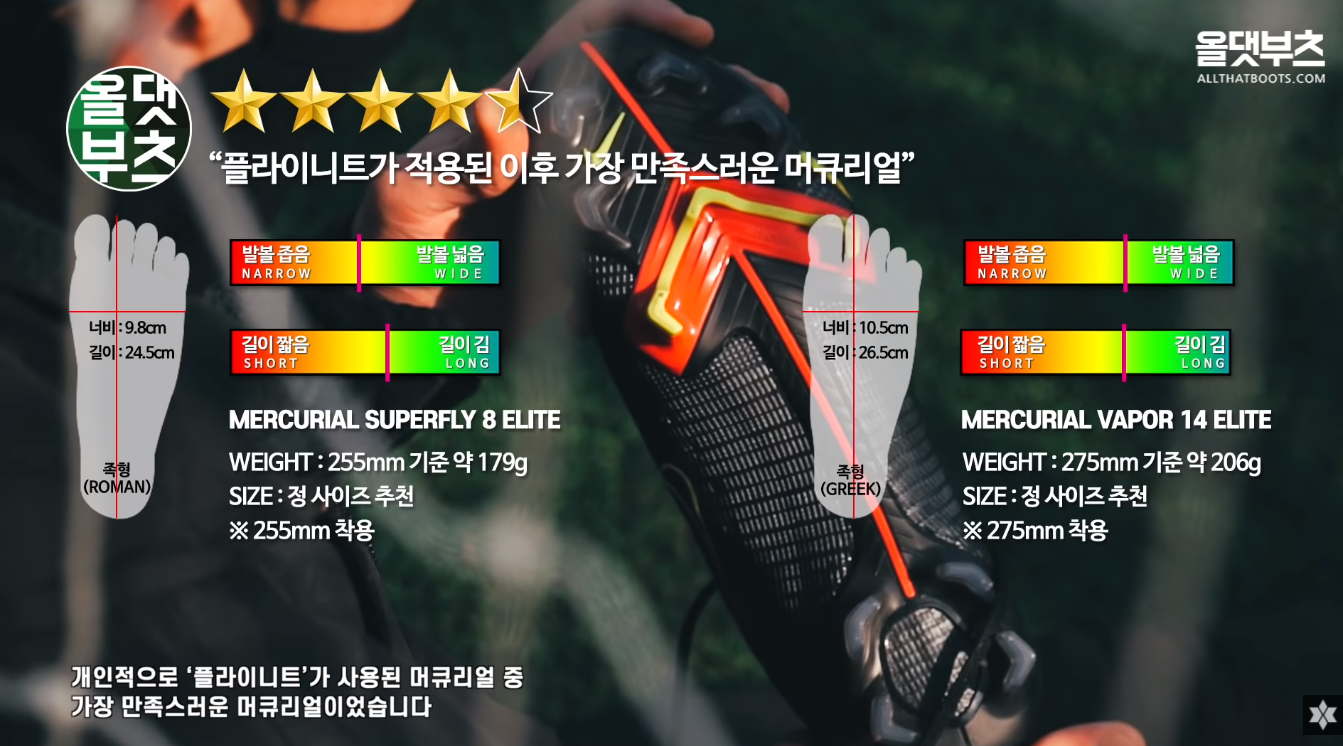 올댓부츠
ALLTHATBOOTS.COM
올댓
부츠
“플라이니트가 적용된 이후 가장 만족스러운 머큐리얼”
발볼 좁음
NARROW
발볼 넓음
WIDE
너비 : 9.8cm
길이 : 24.5cm
길이 짧음
SHORT
길이 김
LONG
족형
(ROMAN)
MERCURIAL SUPERFLY 8 ELITE
WEIGHT : 255mm 기준 약 179g
SIZE : 정 사이즈 추천
※ 255mm 착용
발볼 좁음
NARROW
발볼 넓음
WIDE
너비 : 10.5cm
길이 : 26.5cm
길이 짧음
SHORT
길이 김
LONG
족형
(GREEK)
MERCURIAL VAPOR 14 ELITE
WEIGHT : 275mm 기준 약 206g
SIZE : 정 사이즈 추천
※ 275mm 착용
개인적으로 ‘플라이니트’가 사용된 머큐리얼 중
가장 만족스러운 머큐리얼이었습니다